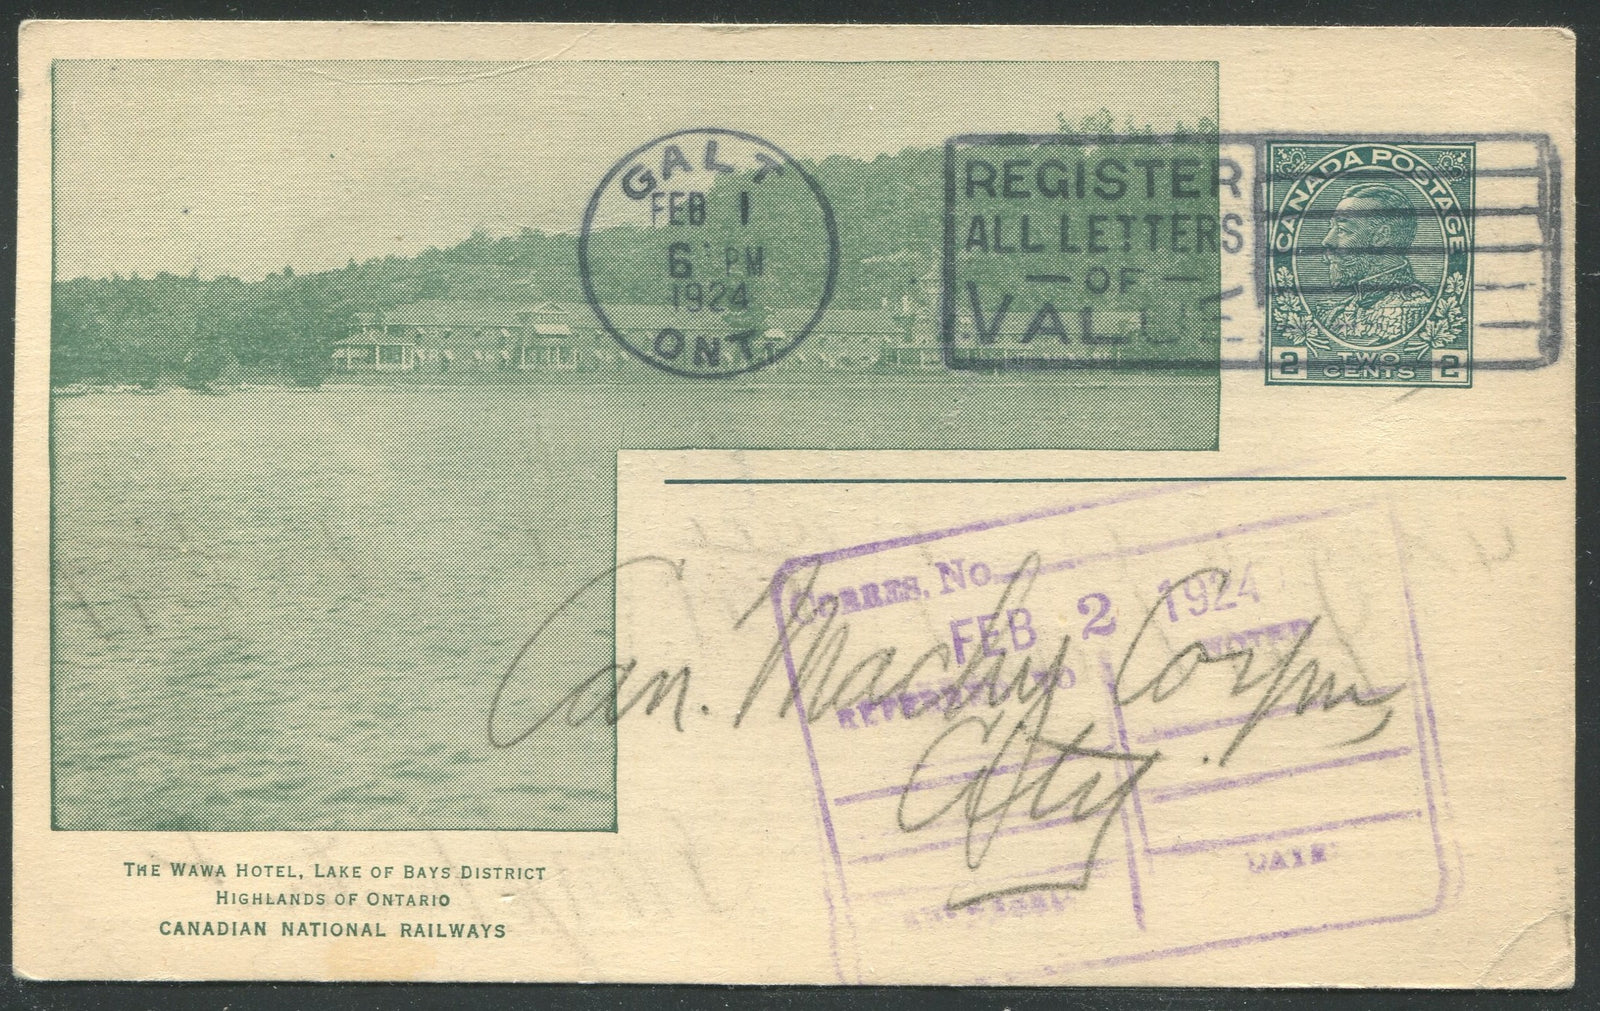 GALT
FEB 1
6 PM
1924
ONT.
REGISTER
ALL LETTERS
— OF —
VALUE
CANADA POSTAGE
2 TWO CENTS 2
CORRES. NO.
FEB 2 1924
NOTED
REFERRED TO
Can. Machy Corpn,
City.
DATE
THE WAWA HOTEL, LAKE OF BAYS DISTRICT
HIGHLANDS OF ONTARIO
CANADIAN NATIONAL RAILWAYS